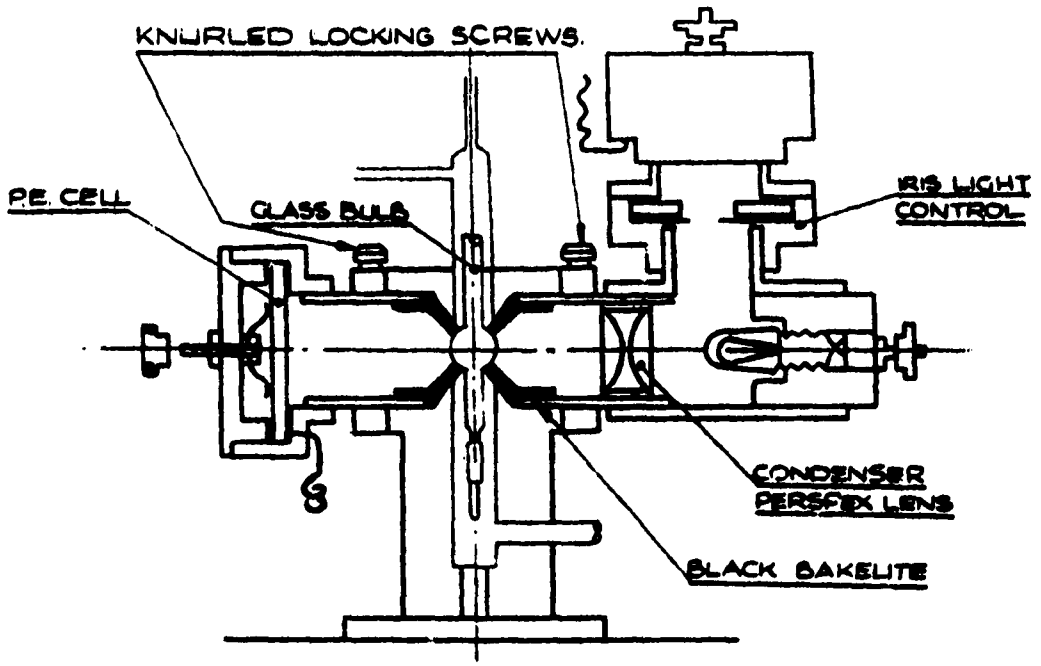 KNURLED LOCKING SCREWS.
P.E. CELL
GLASS BULB
IRIS LIGHT
CONTROL
CONDENSER
PERSPEX LENS
BLACK BAKELITE